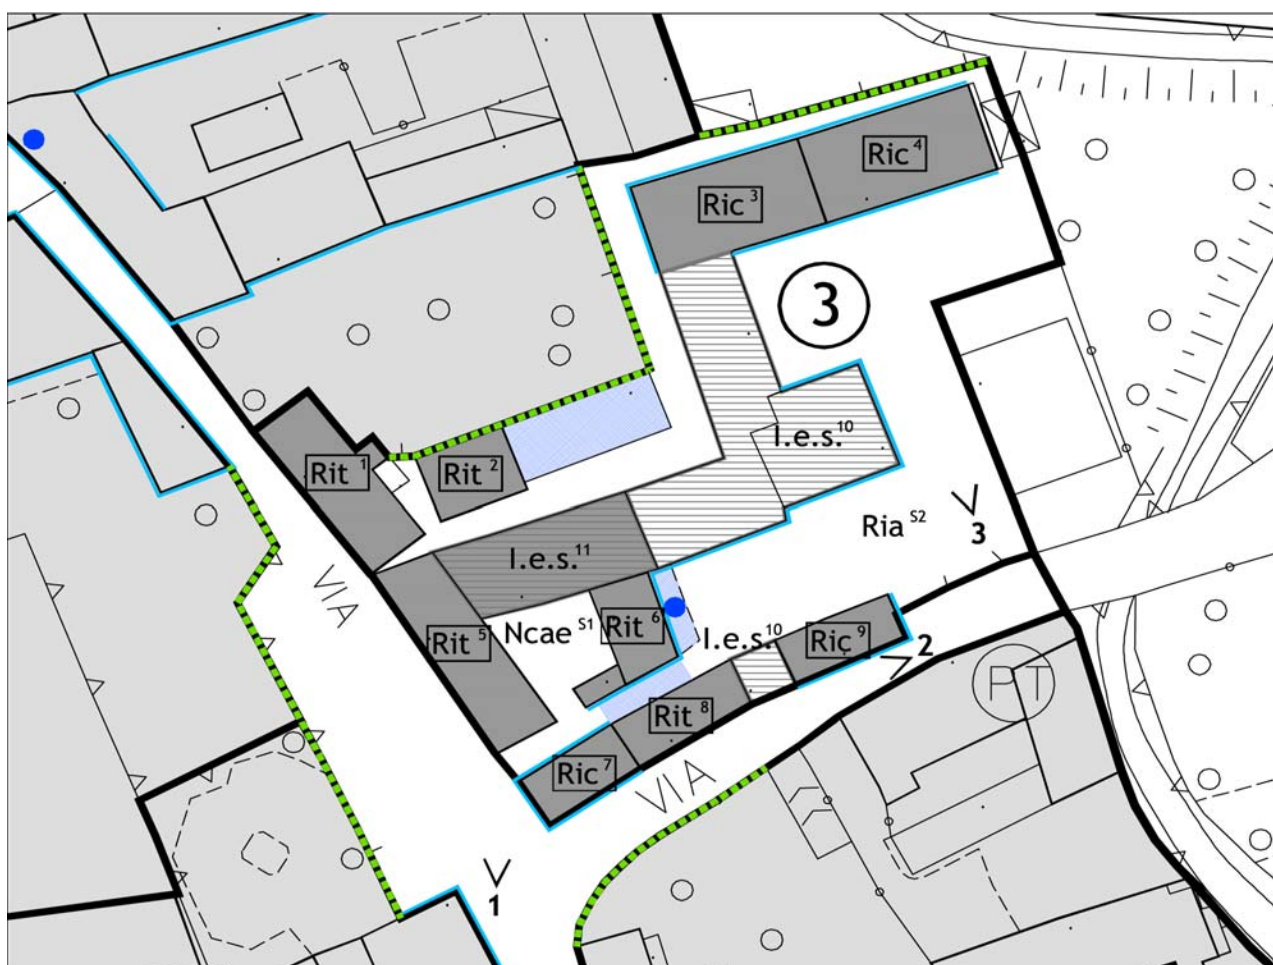 Ric 4
Ric 3
3
I.e.s.10
Rit 1
Rit 2
Ria S2
3
I.e.s.11
VIA
Rit 5
Ncae S1
Rit 6
I.e.s.10
Ric 9
2
PT
Rit 8
Ric 7
VIA
1